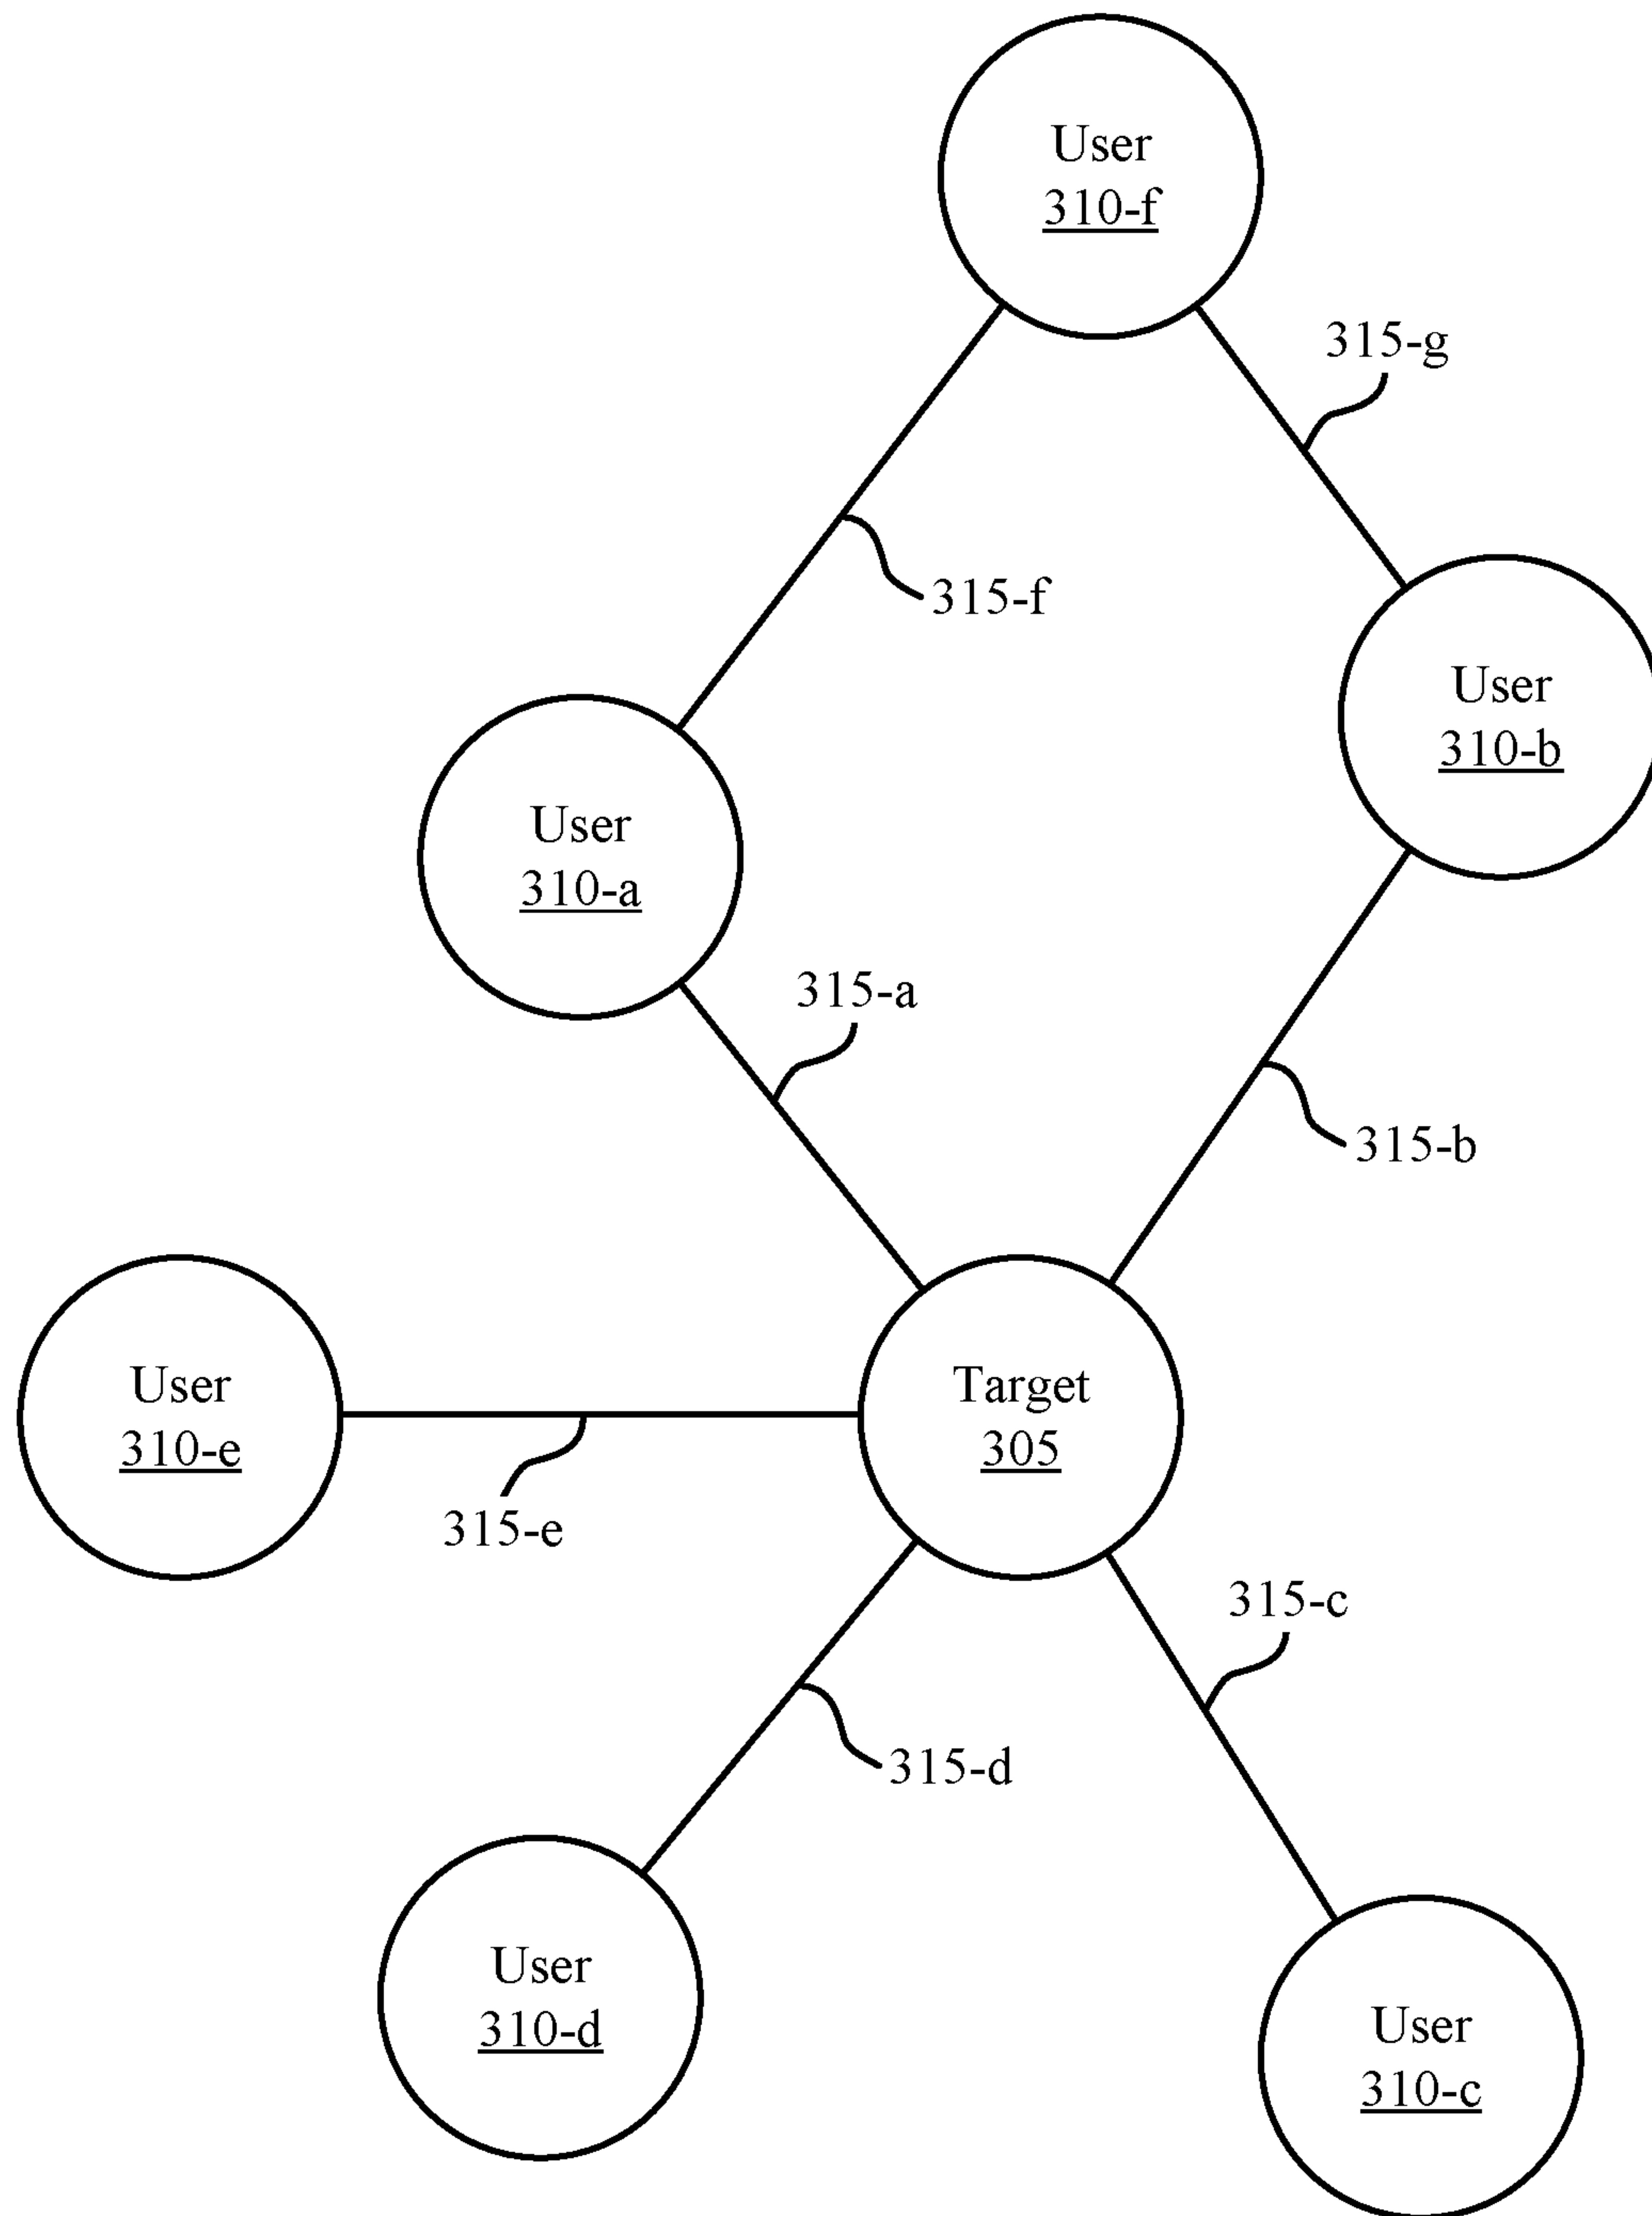 User
310-f
315-g
315-f
User
310-b
User
310-a
315-a
315-b
User
310-e
Target
305
315-e
315-c
315-d
User
310-d
User
310-c